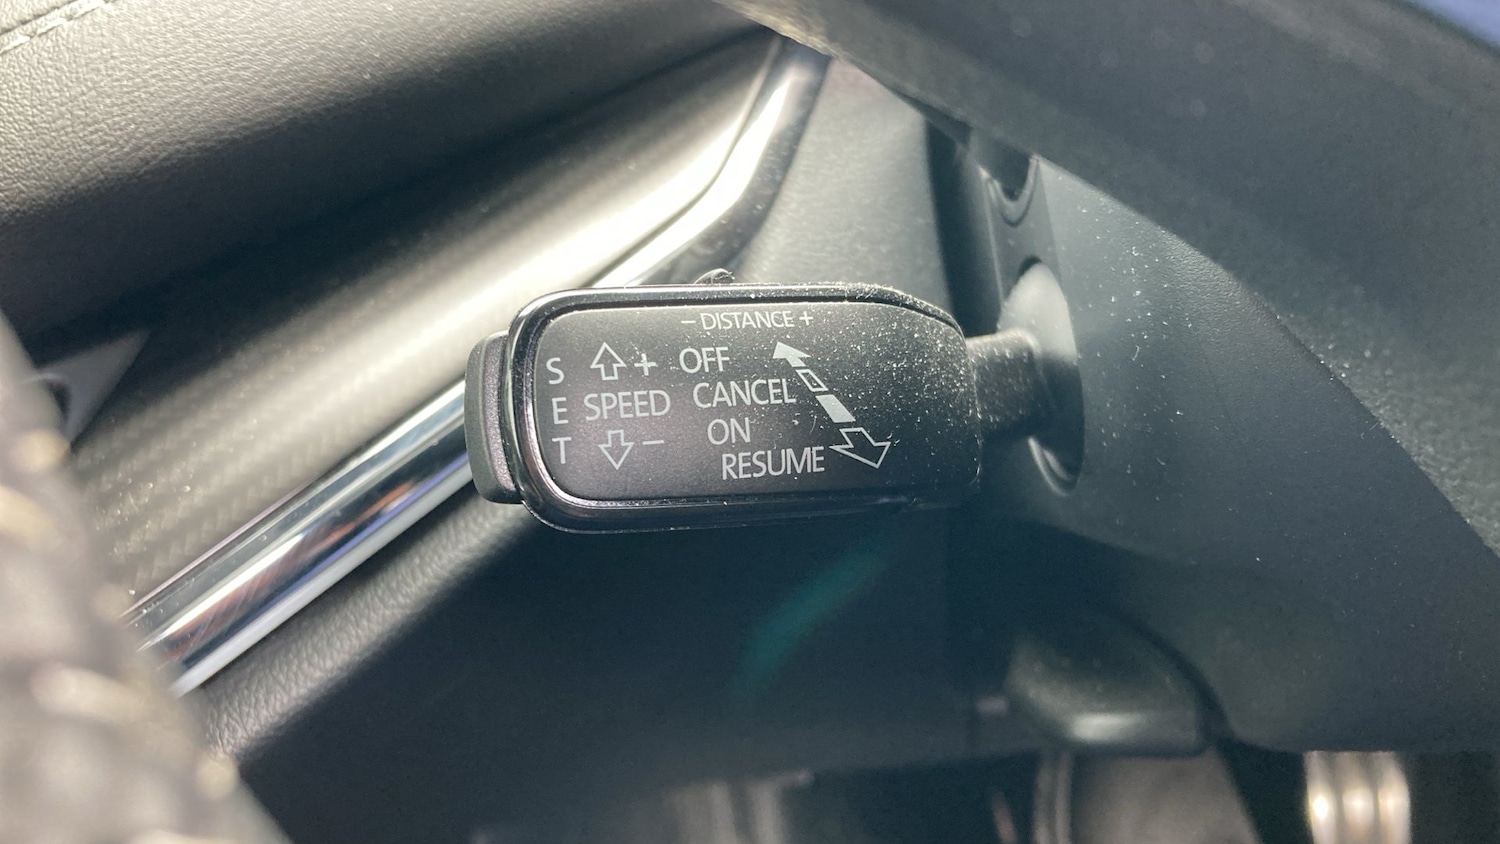 − DISTANCE +
S + OFF
E SPEED CANCEL
T − ON
RESUME